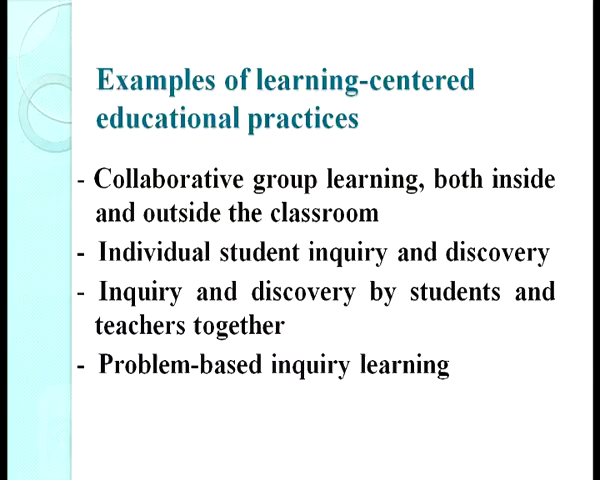 Examples of learning-centered
educational practices
- Collaborative group learning, both inside
and outside the classroom
- Individual student inquiry and discovery
- Inquiry and discovery by students and
teachers together
- Problem-based inquiry learning